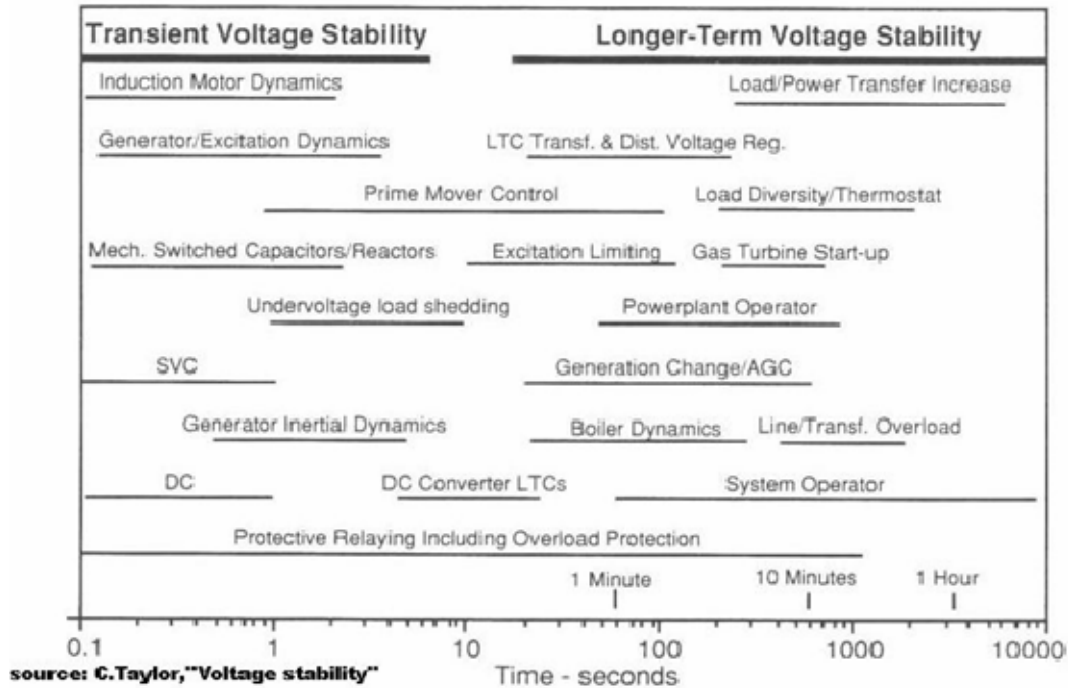 Transient Voltage Stability Longer-Term Voltage Stability
Induction Motor Dynamics Load/Power Transfer Increase
Generator/Excitation Dynamics LTC Transf. & Dist. Voltage Reg.
Prime Mover Control Load Diversity/Thermostat
Mech. Switched Capacitors/Reactors Excitation Limiting Gas Turbine Start-up
Undervoltage load shedding Powerplant Operator
SVC Generation Change/AGC
Generator Inertial Dynamics Boiler Dynamics Line/Transf. Overload
DC DC Converter LTCs System Operator
Protective Relaying Including Overload Protection
1 Minute 10 Minutes 1 Hour
0.1 1 10 100 1000 10000
source: C.Taylor,"Voltage stability" Time - seconds